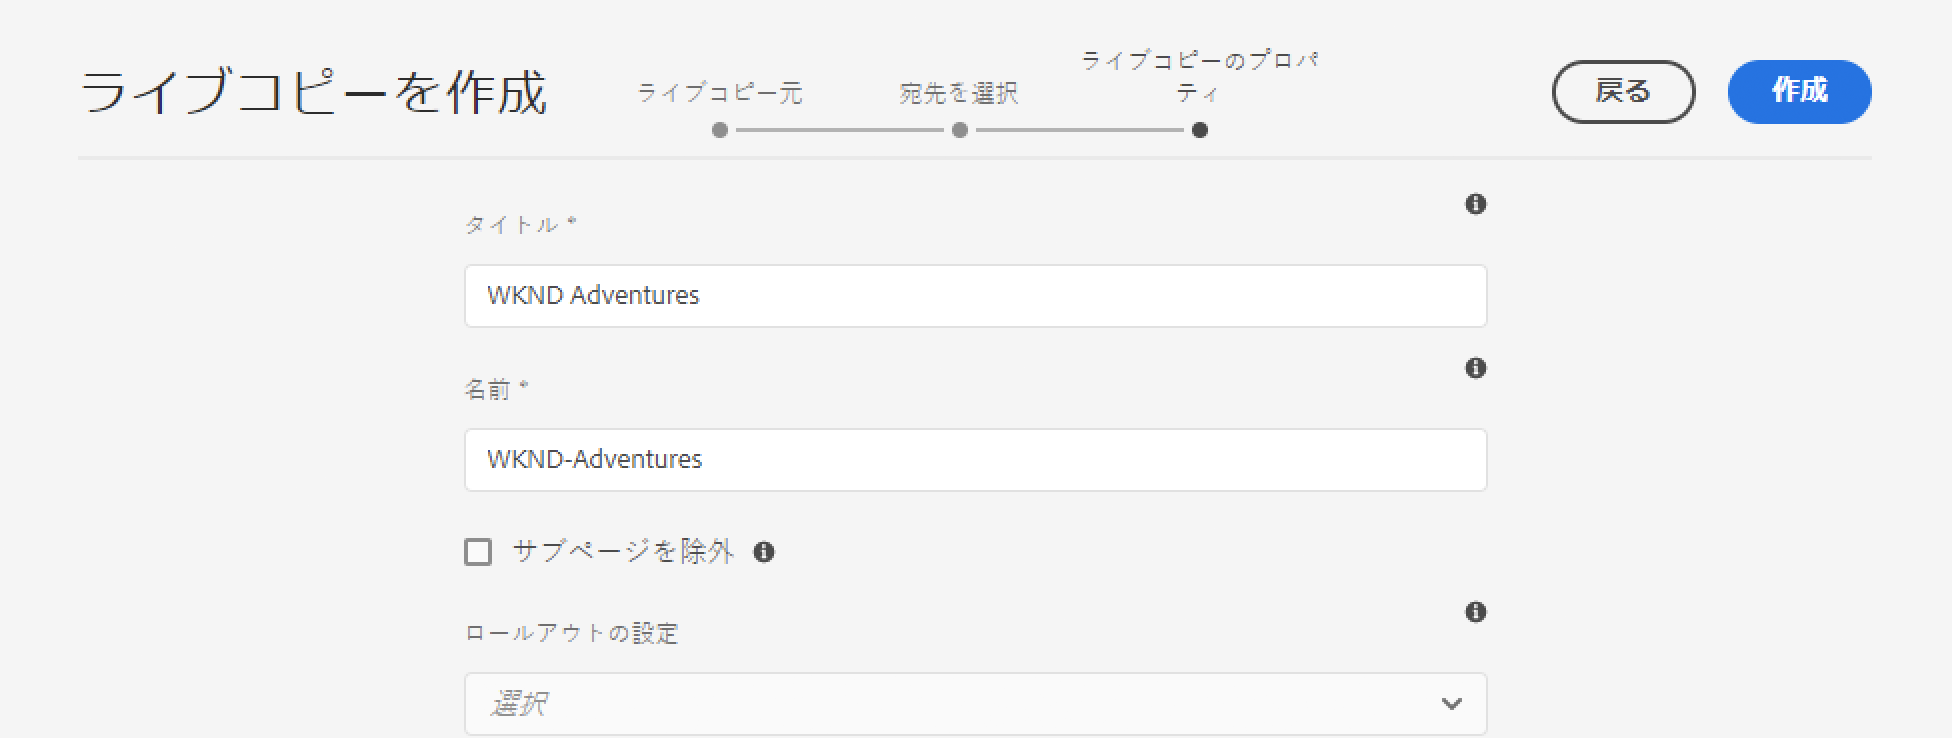 ライブコピーを作成
ライブコピー元
宛先を選択
ライブコピーのプロパ
ティ
戻る
作成
タイトル *
WKND Adventures
名前 *
WKND-Adventures
サブページを除外
ロールアウトの設定
選択